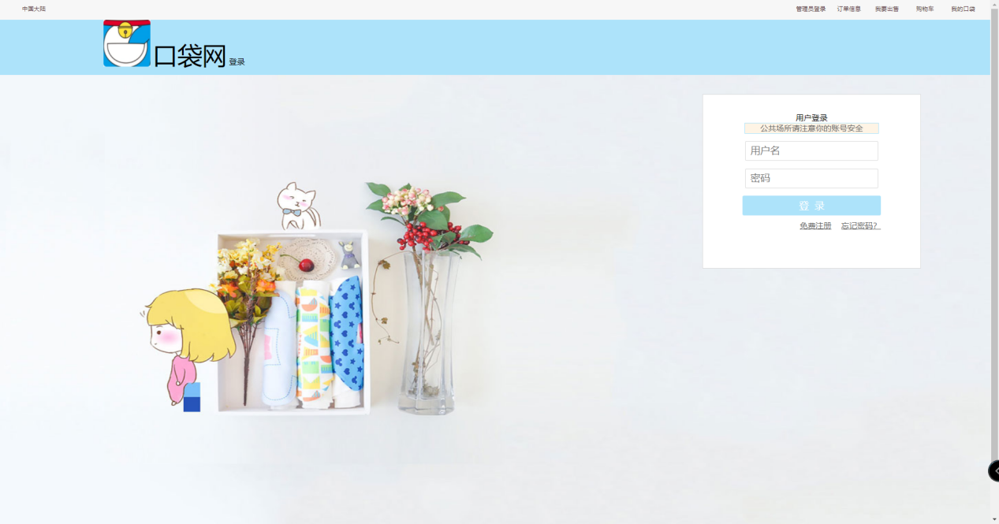 中国大陆 管理员登录 订单信息 我要出售 购物车 我的口袋
口袋网 登录
用户登录
公共场所请注意你的账号安全
用户名
密码
登 录
免费注册 忘记密码？